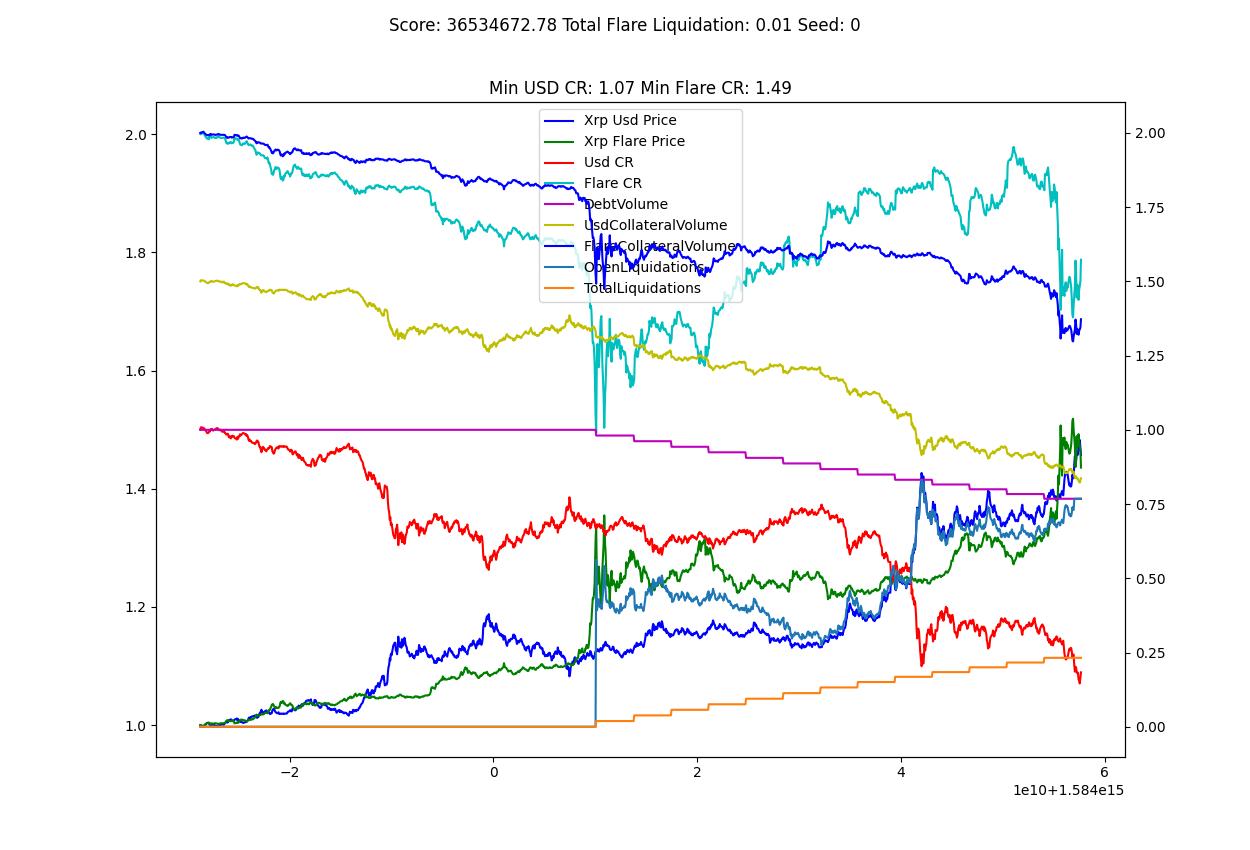 Score: 36534672.78 Total Flare Liquidation: 0.01 Seed: 0
Min USD CR: 1.07 Min Flare CR: 1.49
Xrp Usd Price
Xrp Flare Price
Usd CR
Flare CR
DebtVolume
UsdCollateralVolume
FlareCollateralVolume
OpenLiquidations
TotalLiquidations
2.0
1.8
1.6
1.4
1.2
1.0
2.00
1.75
1.50
1.25
1.00
0.75
0.50
0.25
0.00
−2 0 2 4 6
1e10+1.584e15